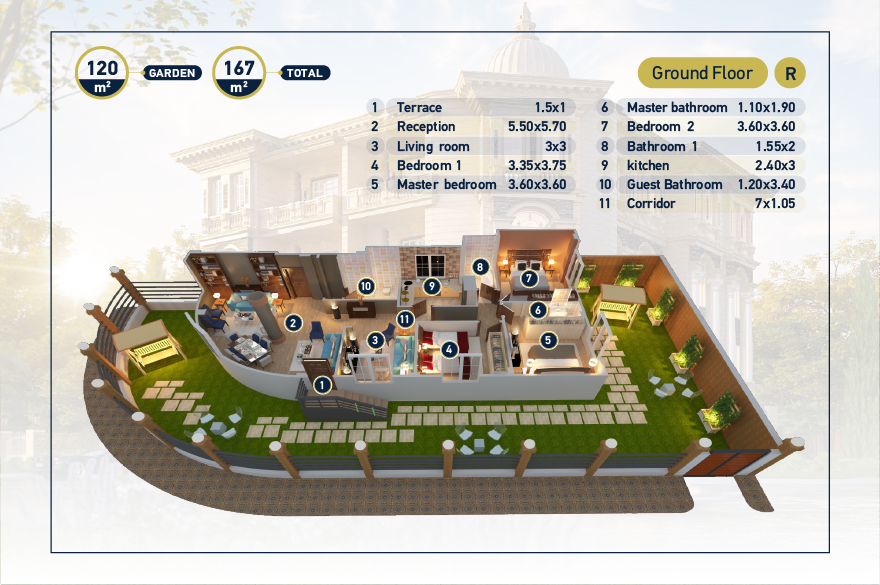 120 m² GARDEN 167 m² TOTAL
Ground Floor R
1 Terrace 1.5x1
2 Reception 5.50x5.70
3 Living room 3x3
4 Bedroom 1 3.35x3.75
5 Master bedroom 3.60x3.60
6 Master bathroom 1.10x1.90
7 Bedroom 2 3.60x3.60
8 Bathroom 1 1.55x2
9 kitchen 2.40x3
10 Guest Bathroom 1.20x3.40
11 Corridor 7x1.05
8
7
10
9
6
2
11
3
4
5
1